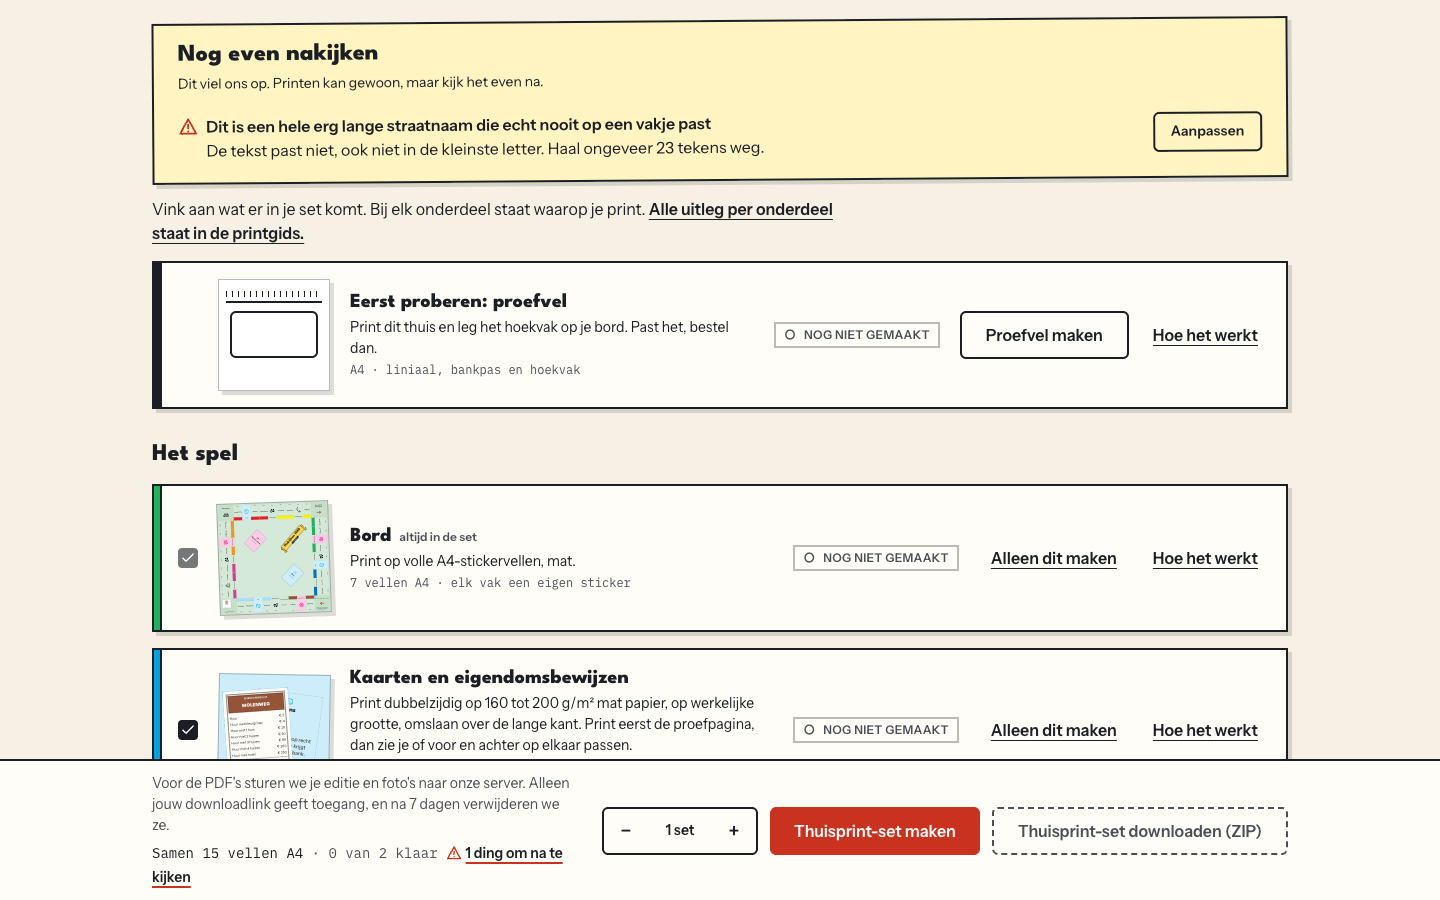 Nog even nakijken
Dit viel ons op. Printen kan gewoon, maar kijk het even na.
Dit is een hele erg lange straatnaam die echt nooit op een vakje past
De tekst past niet, ook niet in de kleinste letter. Haal ongeveer 23 tekens weg.
Aanpassen
Vink aan wat er in je set komt. Bij elk onderdeel staat waarop je print. Alle uitleg per onderdeel
staat in de printgids.
Eerst proberen: proefvel
Print dit thuis en leg het hoekvak op je bord. Past het, bestel
dan.
A4 · liniaal, bankpas en hoekvak
NOG NIET GEMAAKT
Proefvel maken
Hoe het werkt
Het spel
Bord altijd in de set
Print op volle A4-stickervellen, mat.
7 vellen A4 · elk vak een eigen sticker
NOG NIET GEMAAKT
Alleen dit maken
Hoe het werkt
MOLENWEG
Kaarten en eigendomsbewijzen
Print dubbelzijdig op 160 tot 200 g/m² mat papier, op werkelijke
grootte, omslaan over de lange kant. Print eerst de proefpagina,
dan zie je of voor en achter op elkaar passen.
NOG NIET GEMAAKT
Alleen dit maken
Hoe het werkt
Voor de PDF's sturen we je editie en foto's naar onze server. Alleen
jouw downloadlink geeft toegang, en na 7 dagen verwijderen we
ze.
Samen 15 vellen A4 · 0 van 2 klaar 1 ding om na te
kijken
− 1 set +
Thuisprint-set maken
Thuisprint-set downloaden (ZIP)